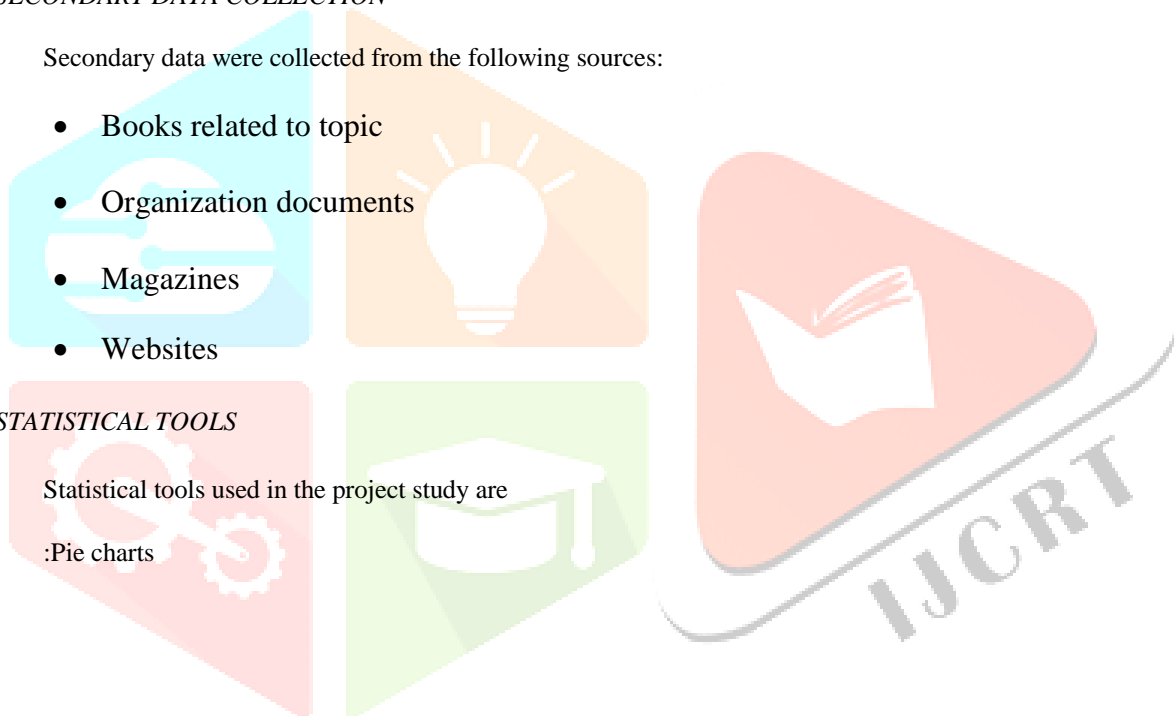 SECONDARY DATA COLLECTION
Secondary data were collected from the following sources:
• Books related to topic
• Organization documents
• Magazines
• Websites
STATISTICAL TOOLS
Statistical tools used in the project study are
:Pie charts
IJCRT